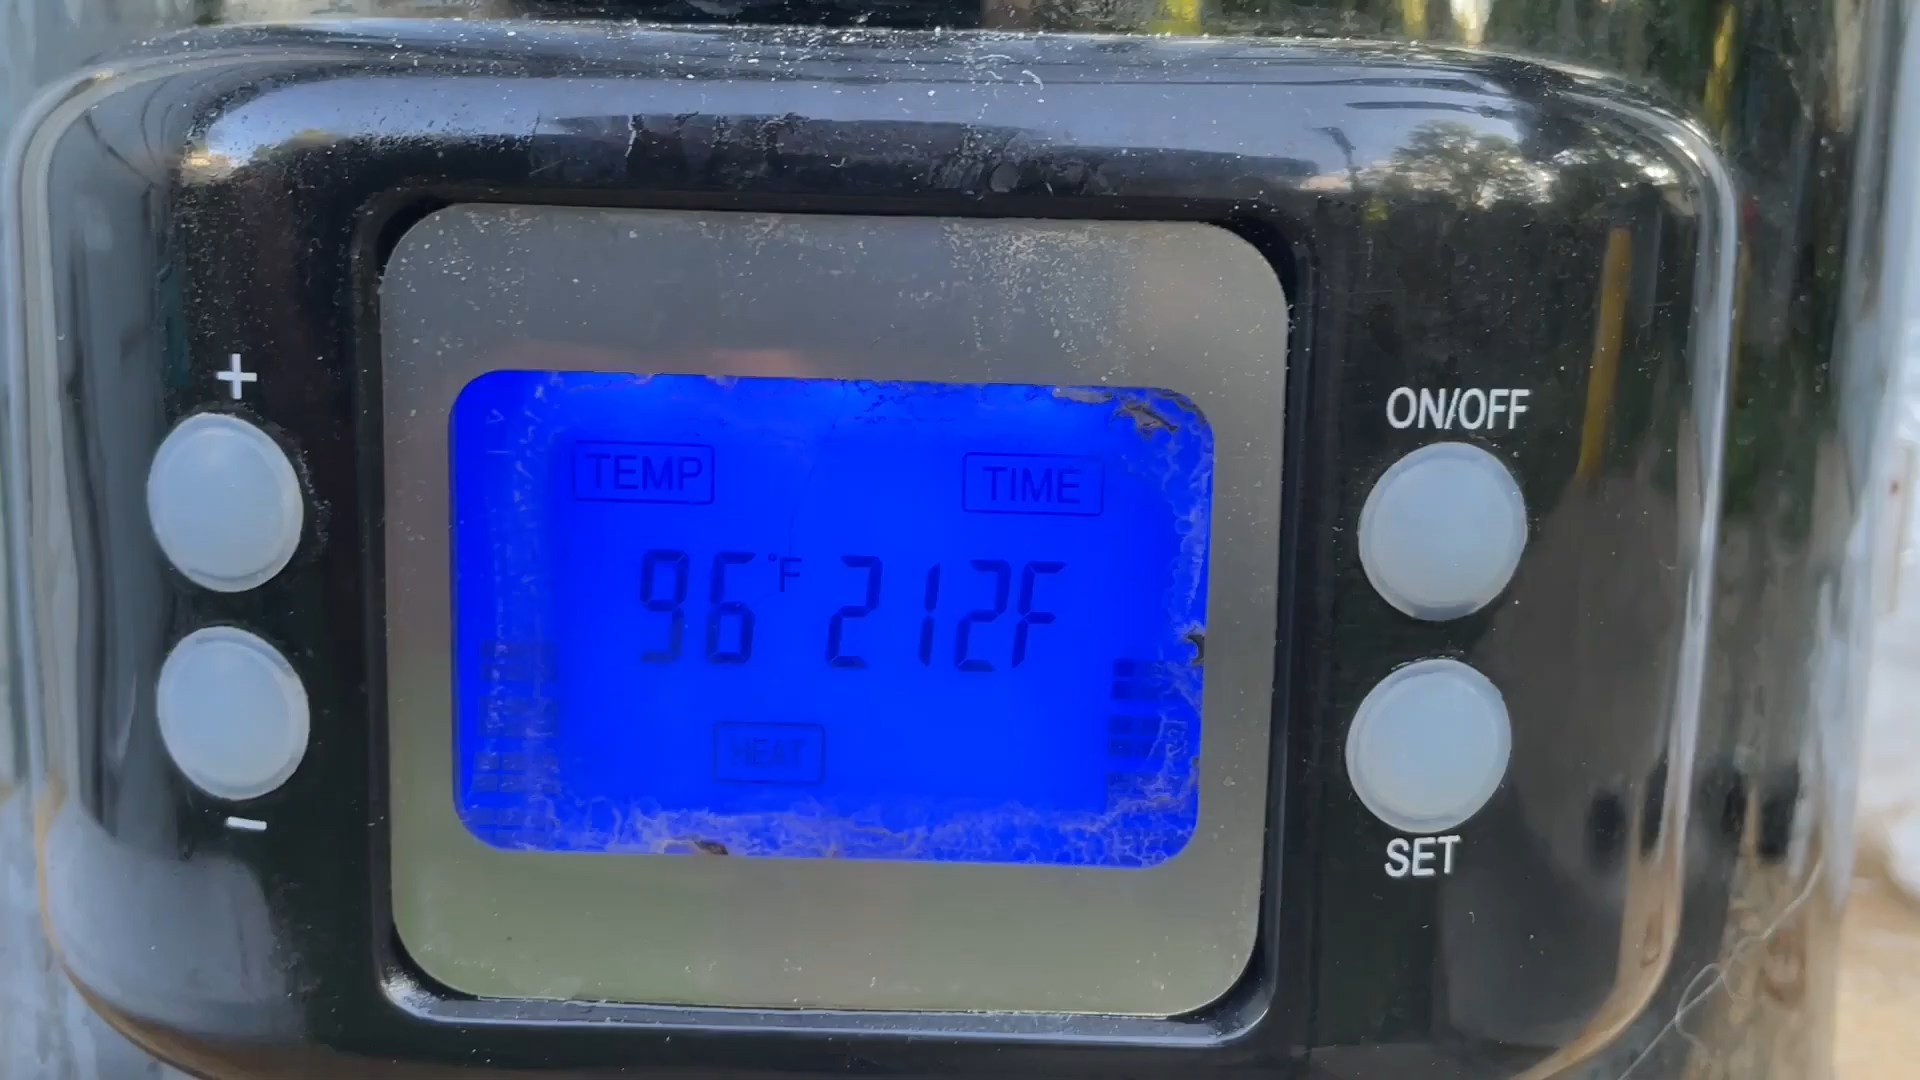 +
ON/OFF
TEMP TIME
96°F 212F
HEAT
−
SET